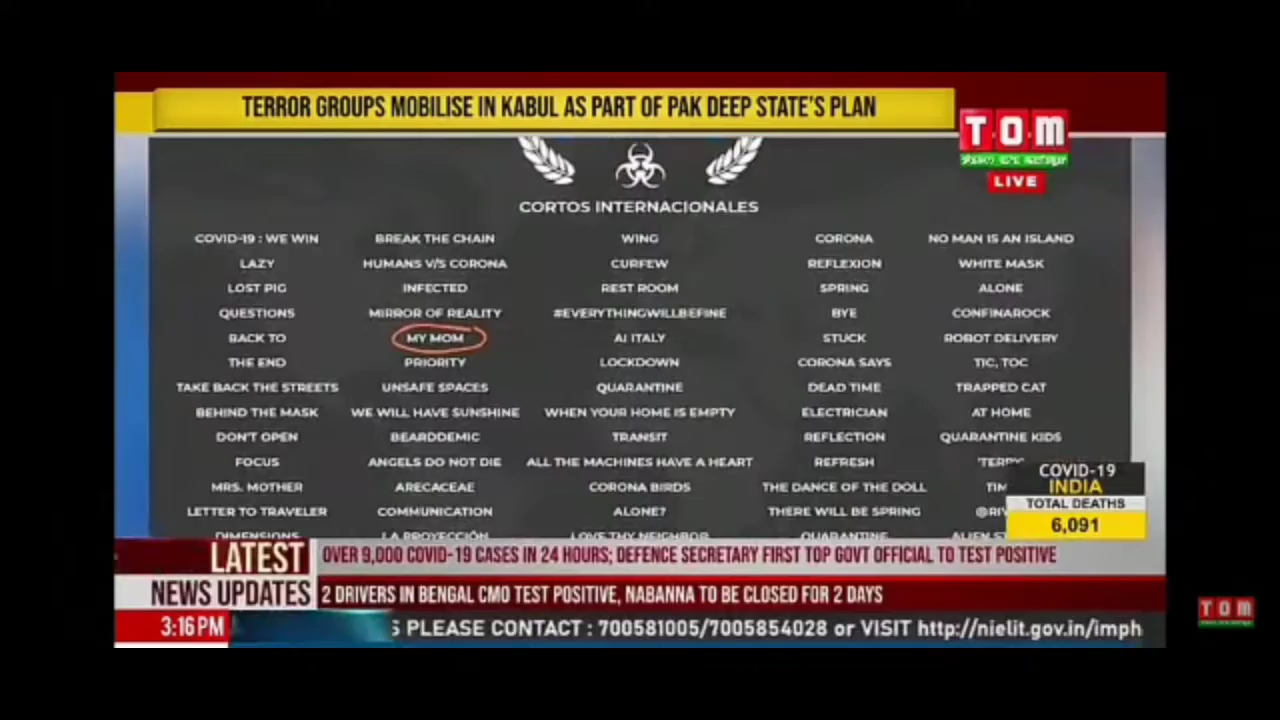 TERROR GROUPS MOBILISE IN KABUL AS PART OF PAK DEEP STATE'S PLAN
T.O.M
LIVE
CORTOS INTERNACIONALES
COVID-19 : WE WIN BREAK THE CHAIN WING CORONA NO MAN IS AN ISLAND
LAZY HUMANS V/S CORONA CURFEW REFLEXION WHITE MASK
LOST PIG INFECTED REST ROOM SPRING ALONE
QUESTIONS MIRROR OF REALITY #EVERYTHINGWILLBEFINE BYE CONFINAROCK
BACK TO MY MOM AI ITALY STUCK ROBOT DELIVERY
THE END PRIORITY LOCKDOWN CORONA SAYS TIC, TOC
TAKE BACK THE STREETS UNSAFE SPACES QUARANTINE DEAD TIME TRAPPED CAT
BEHIND THE MASK WE WILL HAVE SUNSHINE WHEN YOUR HOME IS EMPTY ELECTRICIAN AT HOME
DON'T OPEN BEARDDEMIC TRANSIT REFLECTION QUARANTINE KIDS
FOCUS ANGELS DO NOT DIE ALL THE MACHINES HAVE A HEART REFRESH
MRS. MOTHER ARECACEAE CORONA BIRDS THE DANCE OF THE DOLL
LETTER TO TRAVELER COMMUNICATION ALONE? THERE WILL BE SPRING
DIMENSIONS LA PROYECCIÓN LOVE THY NEIGHBOR QUARANTINE
COVID-19
INDIA
TOTAL DEATHS
6,091
LATEST
NEWS UPDATES
OVER 9,000 COVID-19 CASES IN 24 HOURS; DEFENCE SECRETARY FIRST TOP GOVT OFFICIAL TO TEST POSITIVE
2 DRIVERS IN BENGAL CMO TEST POSITIVE, NABANNA TO BE CLOSED FOR 2 DAYS
3:16 PM
S PLEASE CONTACT : 700581005/7005854028 or VISIT http://nielit.gov.in/imph
TOM